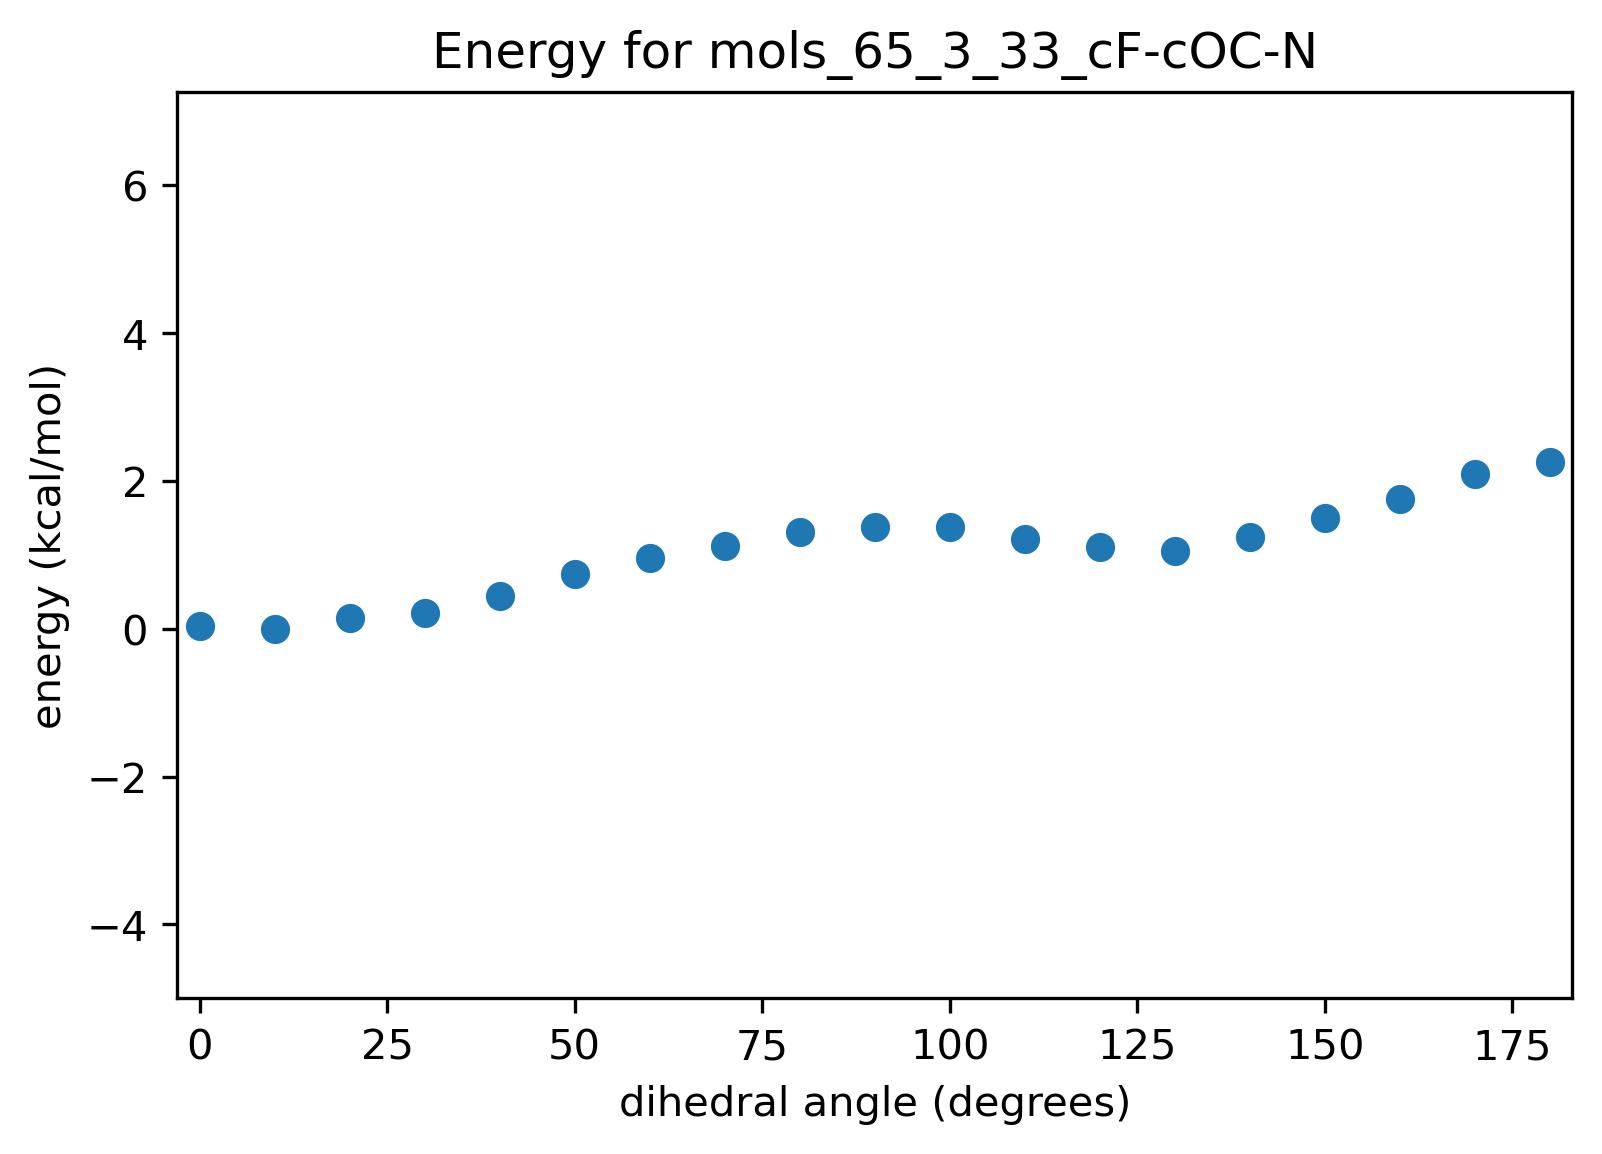 Energy for mols_65_3_33_cF-cOC-N
energy (kcal/mol)
6
4
2
0
−2
−4
0 25 50 75 100 125 150 175
dihedral angle (degrees)